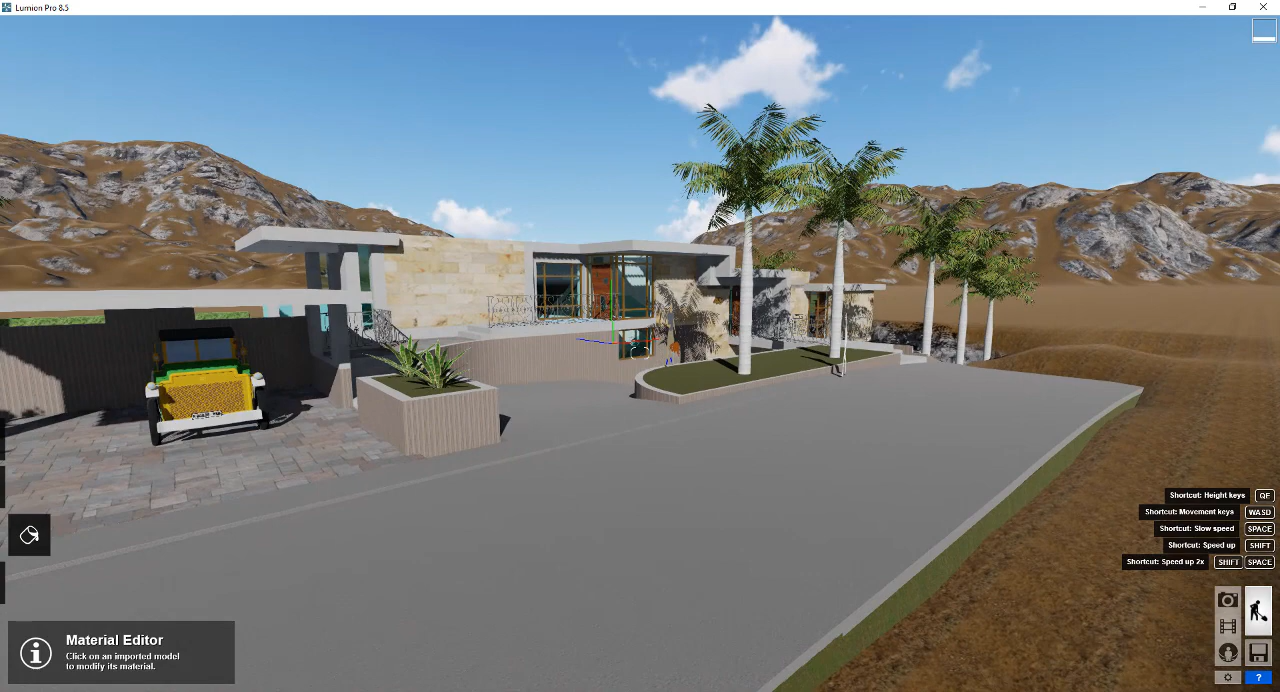 Lumion Pro 8.5
Shortcut: Height keys QE
Shortcut: Movement keys WASD
Shortcut: Slow speed SPACE
Shortcut: Speed up SHIFT
Shortcut: Speed up 2x SHIFT SPACE
Material Editor
Click on an imported model
to modify its material.
?